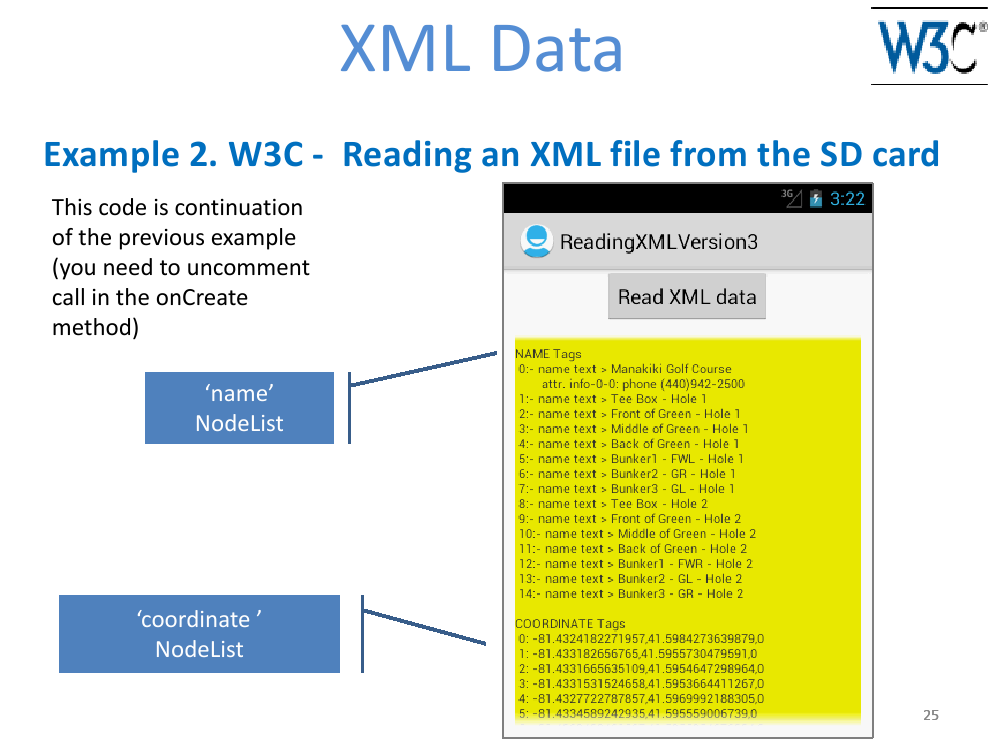 XML Data
W3C®
Example 2. W3C - Reading an XML file from the SD card
This code is continuation
of the previous example
(you need to uncomment
call in the onCreate
method)
‘name’
NodeList
‘coordinate ’
NodeList
3G 3:22
ReadingXMLVersion3
Read XML data
NAME Tags
0:- name text > Manakiki Golf Course
attr. info-0-0: phone (440)942-2500
1:- name text > Tee Box - Hole 1
2:- name text > Front of Green - Hole 1
3:- name text > Middle of Green - Hole 1
4:- name text > Back of Green - Hole 1
5:- name text > Bunker1 - FWL - Hole 1
6:- name text > Bunker2 - GR - Hole 1
7:- name text > Bunker3 - GL - Hole 1
8:- name text > Tee Box - Hole 2
9:- name text > Front of Green - Hole 2
10:- name text > Middle of Green - Hole 2
11:- name text > Back of Green - Hole 2
12:- name text > Bunker1 - FWR - Hole 2
13:- name text > Bunker2 - GL - Hole 2
14:- name text > Bunker3 - GR - Hole 2
COORDINATE Tags
0: -81.4324182271957,41.5984273639879,0
1: -81.433182656765,41.5955730479591,0
2: -81.4331665635109,41.5954647298964,0
3: -81.4331531524658,41.5953664411267,0
4: -81.4327722787857,41.5969992188305,0
5: -81.4334589242935,41.595559006739,0
25